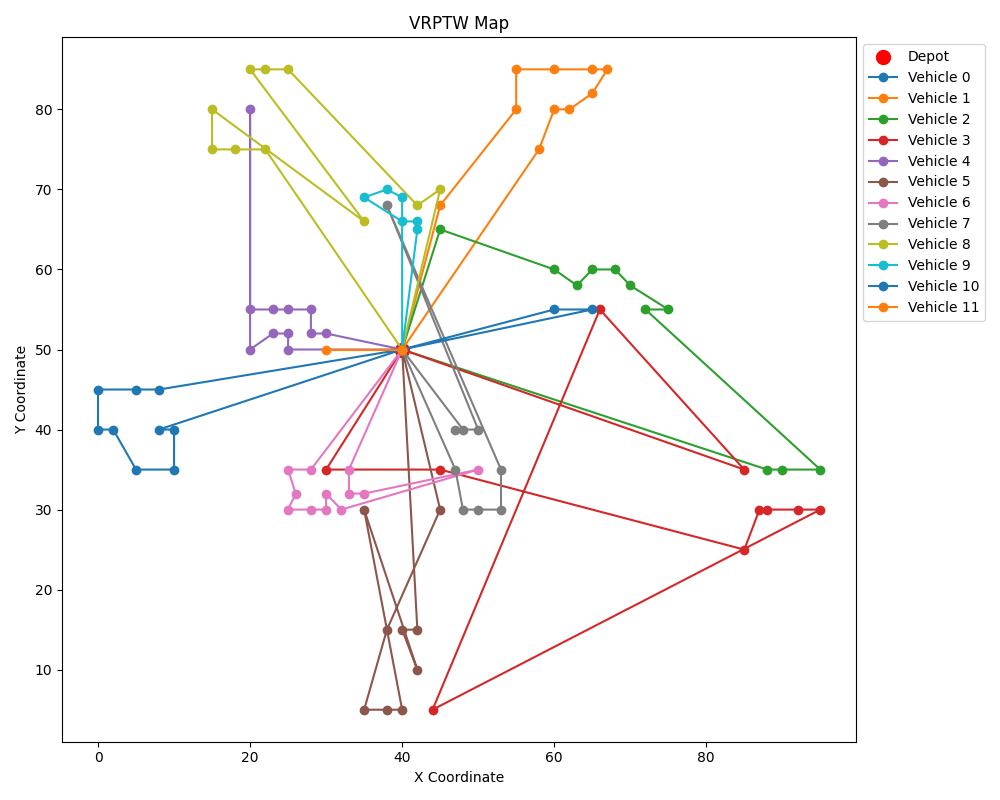 VRPTW Map
Y Coordinate
80
70
60
50
40
30
20
10
0
20
40
60
80
X Coordinate
Depot
Vehicle 0
Vehicle 1
Vehicle 2
Vehicle 3
Vehicle 4
Vehicle 5
Vehicle 6
Vehicle 7
Vehicle 8
Vehicle 9
Vehicle 10
Vehicle 11